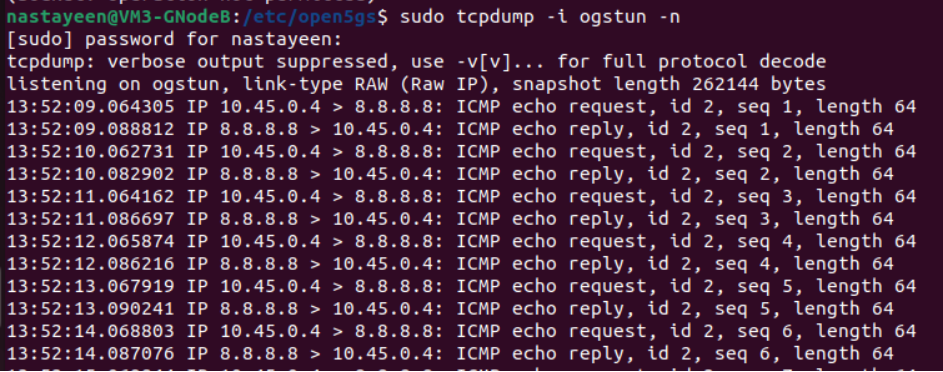 nastayeen@VM3-GNodeB:/etc/open5gs$ sudo tcpdump -i ogstun -n
[sudo] password for nastayeen:
tcpdump: verbose output suppressed, use -v[v]... for full protocol decode
listening on ogstun, link-type RAW (Raw IP), snapshot length 262144 bytes
13:52:09.064305 IP 10.45.0.4 > 8.8.8.8: ICMP echo request, id 2, seq 1, length 64
13:52:09.088812 IP 8.8.8.8 > 10.45.0.4: ICMP echo reply, id 2, seq 1, length 64
13:52:10.062731 IP 10.45.0.4 > 8.8.8.8: ICMP echo request, id 2, seq 2, length 64
13:52:10.082902 IP 8.8.8.8 > 10.45.0.4: ICMP echo reply, id 2, seq 2, length 64
13:52:11.064162 IP 10.45.0.4 > 8.8.8.8: ICMP echo request, id 2, seq 3, length 64
13:52:11.086697 IP 8.8.8.8 > 10.45.0.4: ICMP echo reply, id 2, seq 3, length 64
13:52:12.065874 IP 10.45.0.4 > 8.8.8.8: ICMP echo request, id 2, seq 4, length 64
13:52:12.086216 IP 8.8.8.8 > 10.45.0.4: ICMP echo reply, id 2, seq 4, length 64
13:52:13.067919 IP 10.45.0.4 > 8.8.8.8: ICMP echo request, id 2, seq 5, length 64
13:52:13.090241 IP 8.8.8.8 > 10.45.0.4: ICMP echo reply, id 2, seq 5, length 64
13:52:14.068803 IP 10.45.0.4 > 8.8.8.8: ICMP echo request, id 2, seq 6, length 64
13:52:14.087076 IP 8.8.8.8 > 10.45.0.4: ICMP echo reply, id 2, seq 6, length 64